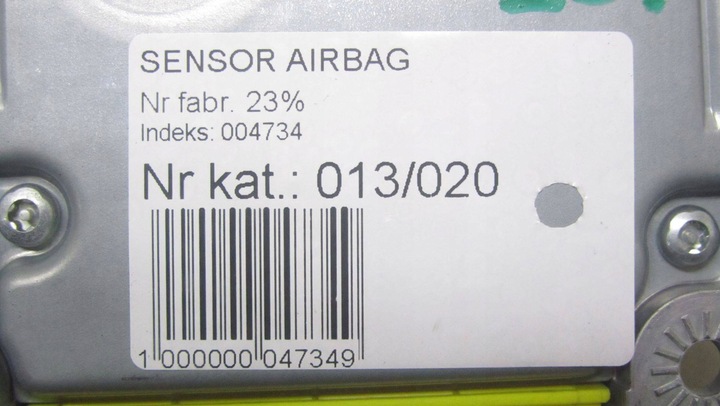 SENSOR AIRBAG
Nr fabr. 23%
Indeks: 004734
Nr kat.: 013/020
1 000000 047349